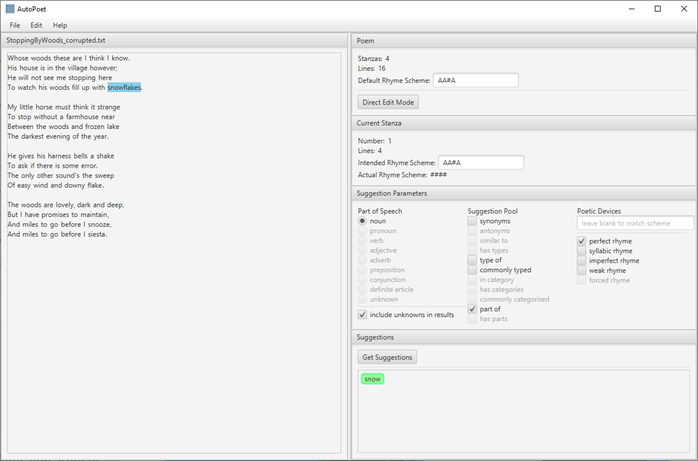 AutoPoet
File Edit Help
StoppingByWoods_corrupted.txt
Whose woods these are I think I know.
His house is in the village however;
He will not see me stopping here
To watch his woods fill up with snowflakes.
My little horse must think it strange
To stop without a farmhouse near
Between the woods and frozen lake
The darkest evening of the year.
He gives his harness bells a shake
To ask if there is some error.
The only other sound's the sweep
Of easy wind and downy flake.
The woods are lovely, dark and deep,
But I have promises to maintain,
And miles to go before I snooze,
And miles to go before I siesta.
Poem
Stanzas: 4
Lines: 16
Default Rhyme Scheme: AA#A
Direct Edit Mode
Current Stanza
Number: 1
Lines: 4
Intended Rhyme Scheme: AA#A
Actual Rhyme Scheme: ####
Suggestion Parameters
Part of Speech
noun
pronoun
verb
adjective
adverb
preposition
conjunction
definite article
unknown
include unknowns in results
Suggestion Pool
synonyms
antonyms
similar to
has types
type of
commonly typed
in category
has categories
commonly categorised
part of
has parts
Poetic Devices
leave blank to match scheme
perfect rhyme
syllabic rhyme
imperfect rhyme
weak rhyme
forced rhyme
Suggestions
Get Suggestions
snow